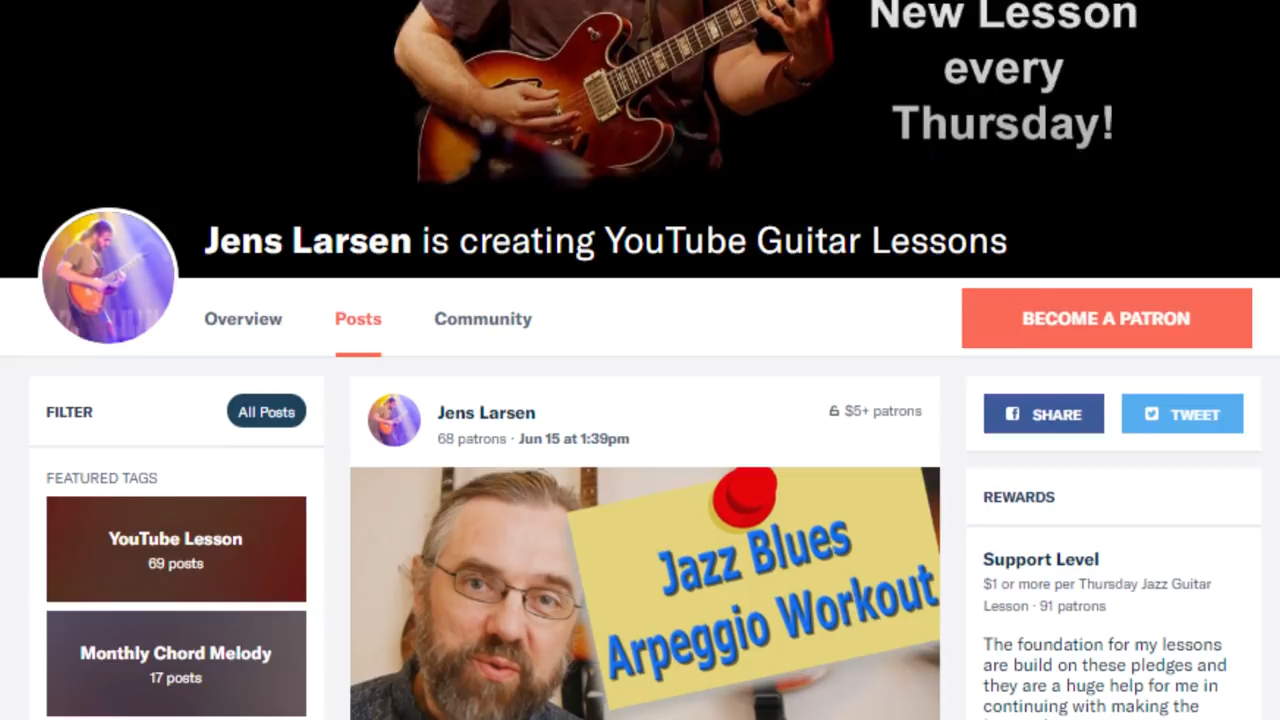 New Lesson
every
Thursday!
Jens Larsen is creating YouTube Guitar Lessons
Overview
Posts
Community
BECOME A PATRON
FILTER
All Posts
FEATURED TAGS
YouTube Lesson
69 posts
Monthly Chord Melody
17 posts
Jens Larsen
68 patrons · Jun 15 at 1:39pm
$5+ patrons
Jazz Blues
Arpeggio Workout
SHARE
TWEET
REWARDS
Support Level
$1 or more per Thursday Jazz Guitar
Lesson · 91 patrons
The foundation for my lessons
are build on these pledges and
they are a huge help for me in
continuing with making the